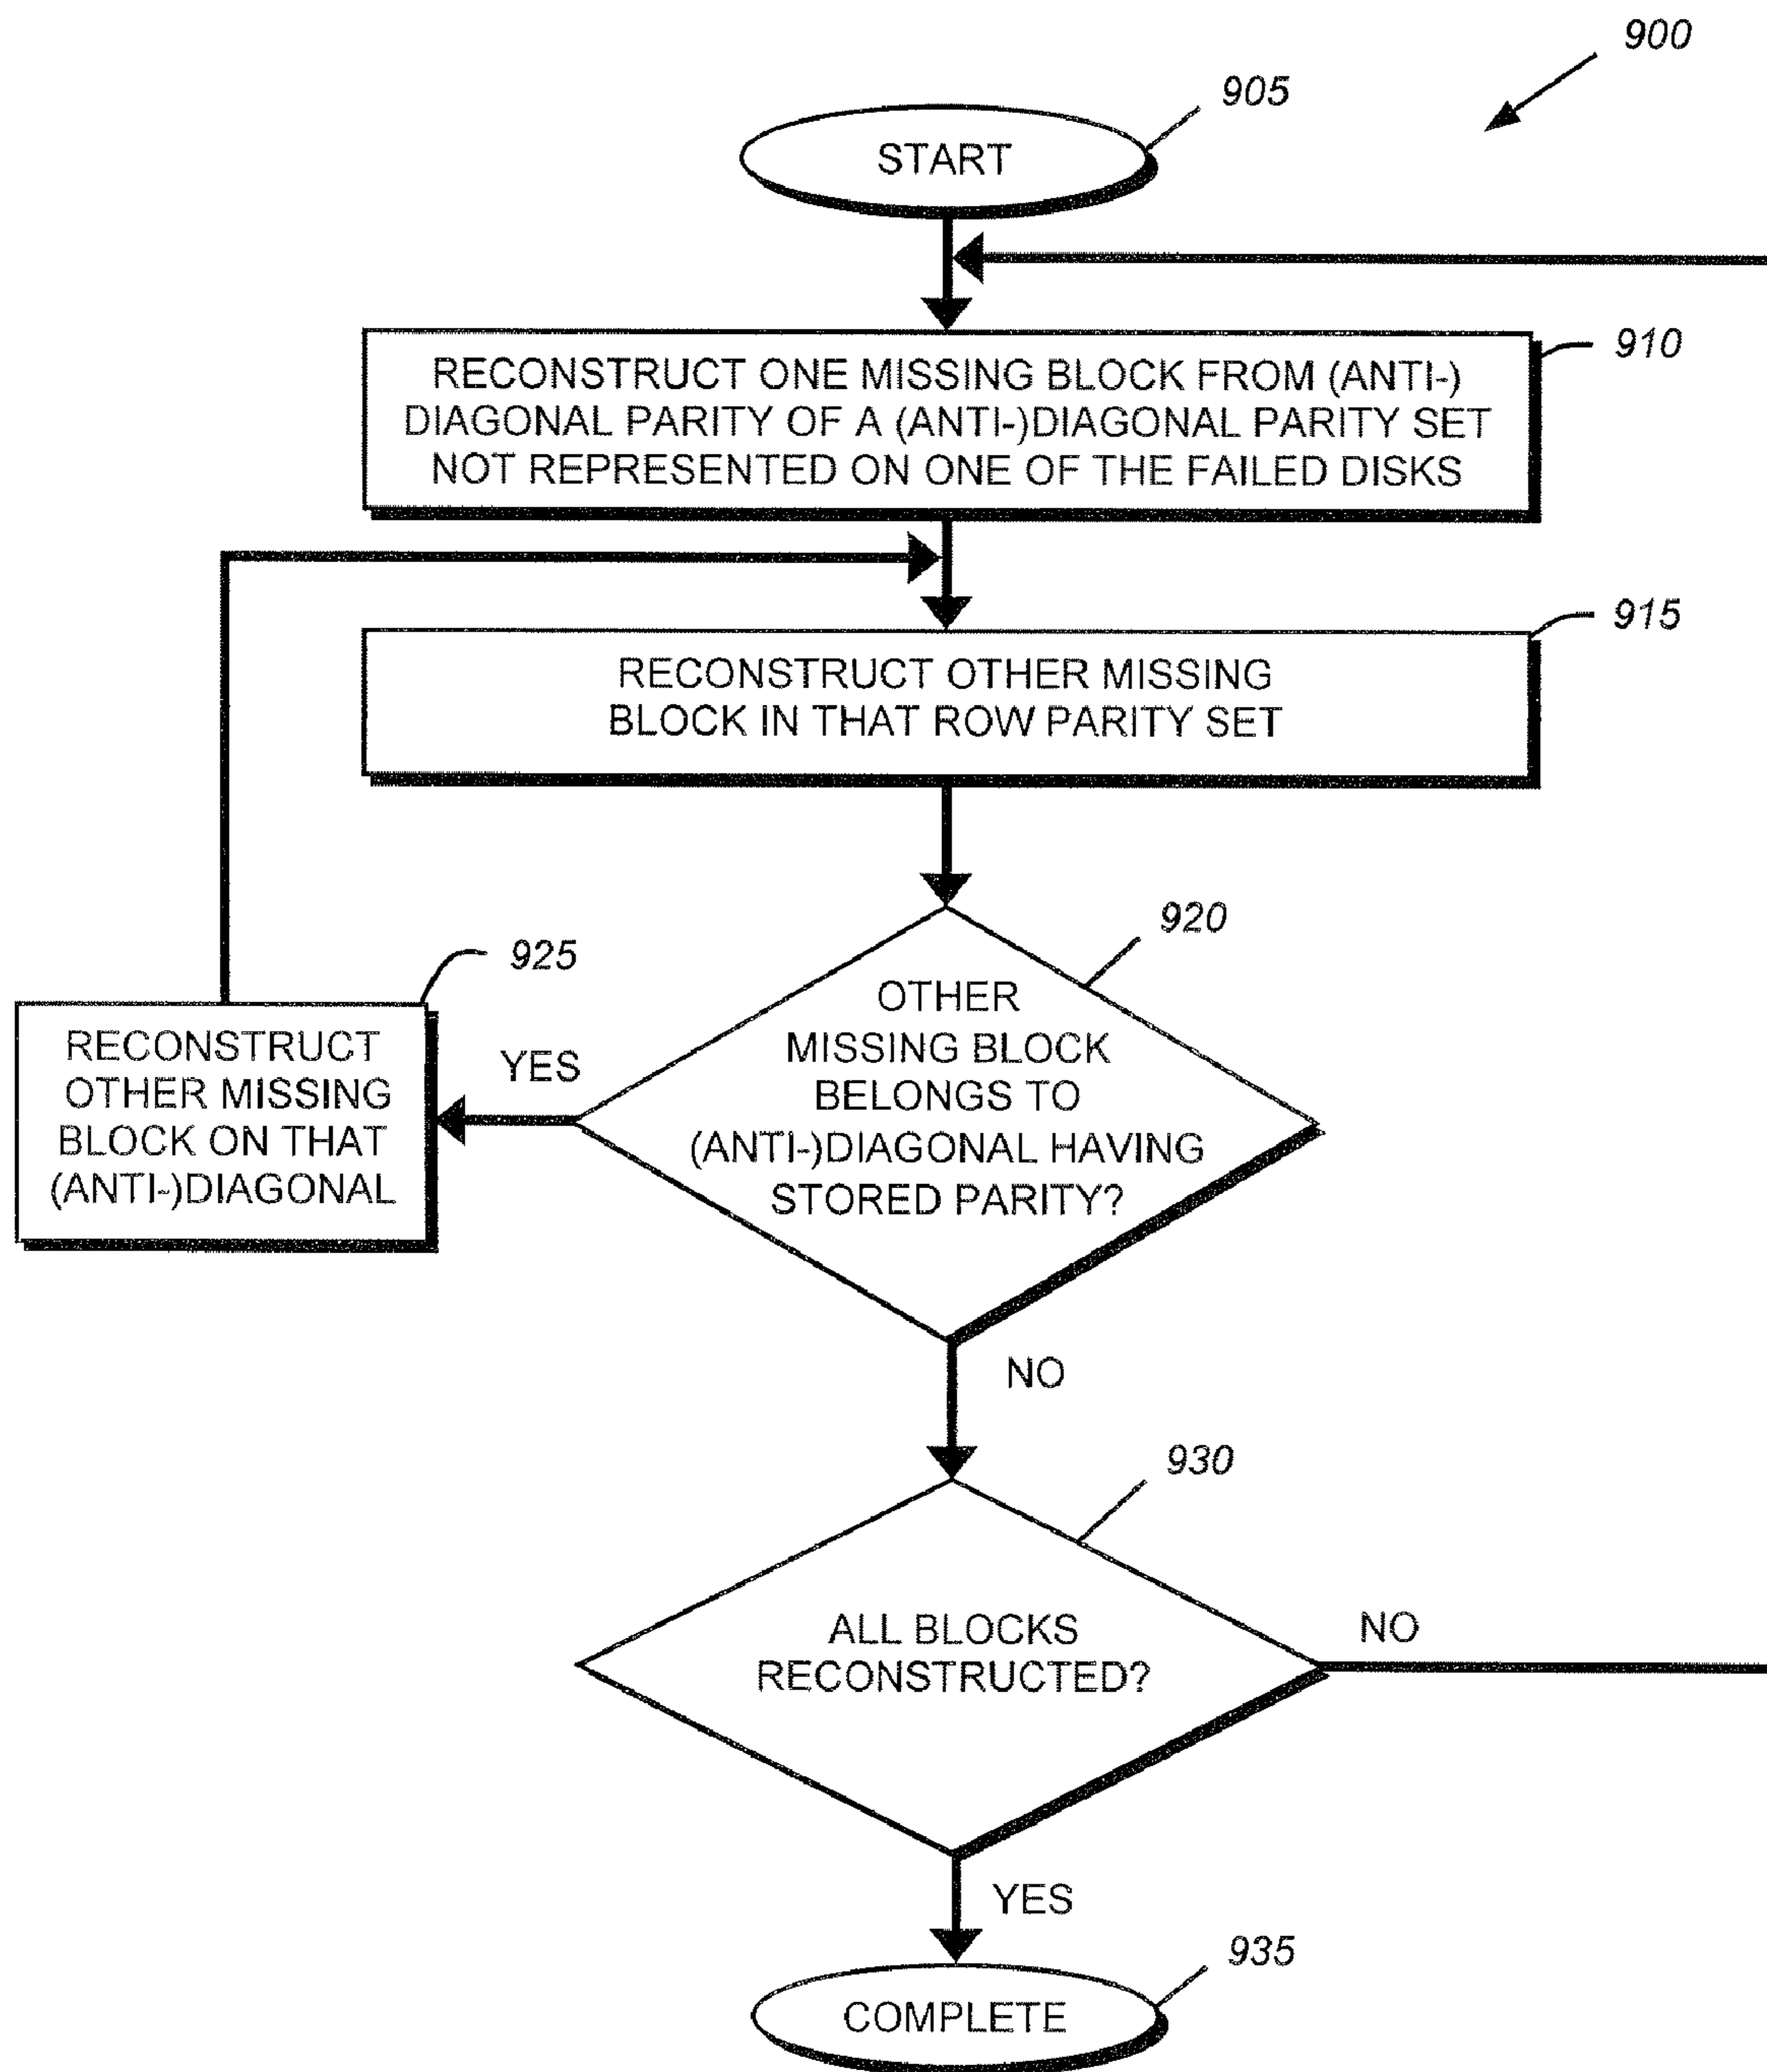 900
905
START
910
RECONSTRUCT ONE MISSING BLOCK FROM (ANTI-)
DIAGONAL PARITY OF A (ANTI-)DIAGONAL PARITY SET
NOT REPRESENTED ON ONE OF THE FAILED DISKS
915
RECONSTRUCT OTHER MISSING
BLOCK IN THAT ROW PARITY SET
920
OTHER
MISSING BLOCK
BELONGS TO
(ANTI-)DIAGONAL HAVING
STORED PARITY?
YES
925
RECONSTRUCT
OTHER MISSING
BLOCK ON THAT
(ANTI-)DIAGONAL
NO
930
ALL BLOCKS
RECONSTRUCTED?
NO
YES
935
COMPLETE